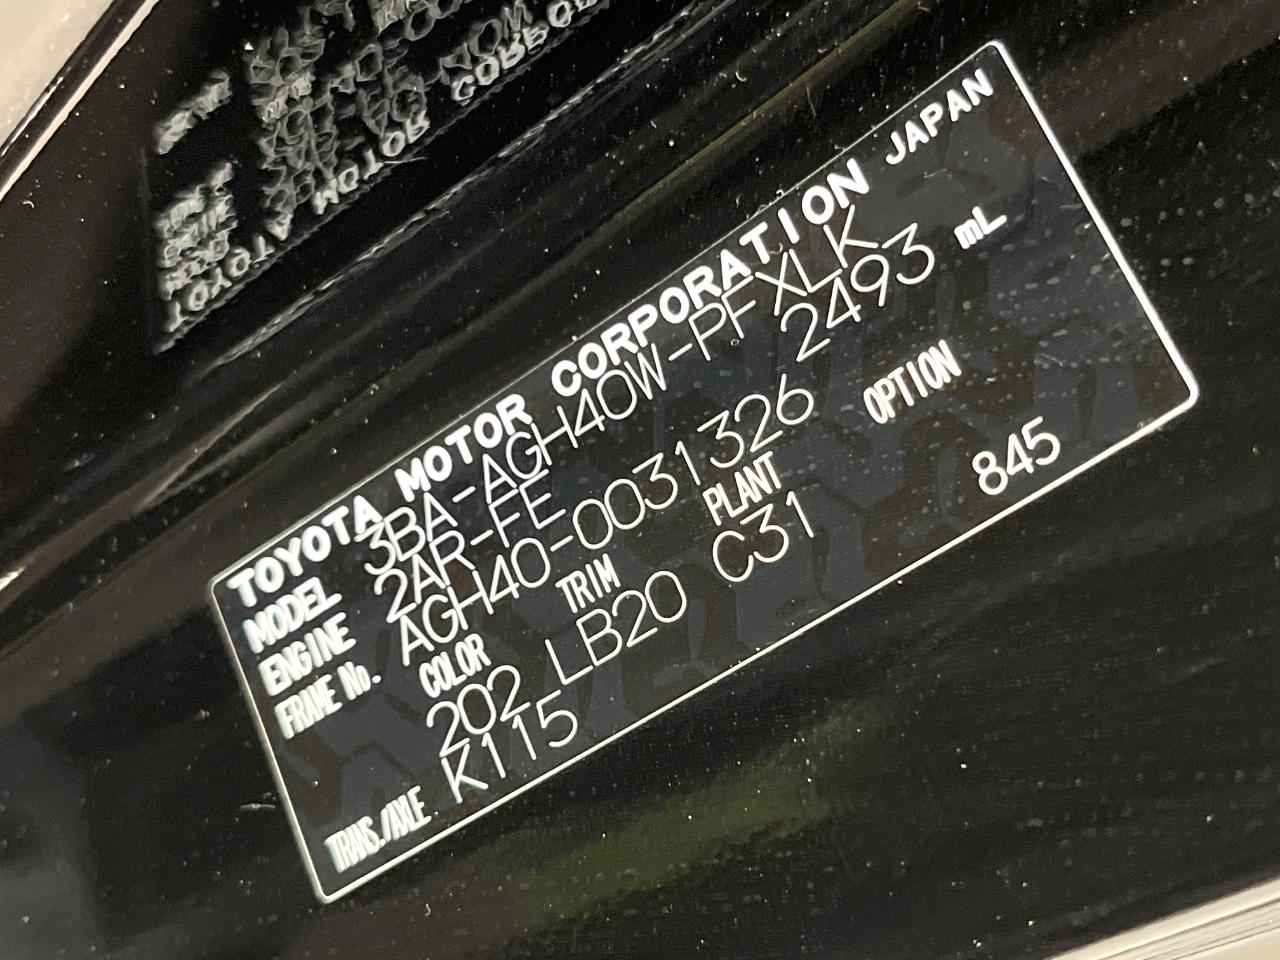 TOYOTA MOTOR CORPORATION JAPAN
MODEL 3BA-AGH40W-PFXLK
ENGINE 2AR-FE 2493 mL
FRAME No. AGH40-0031326
COLOR TRIM PLANT OPTION
202 LB20 C31 845
TRANS./AXLE K115